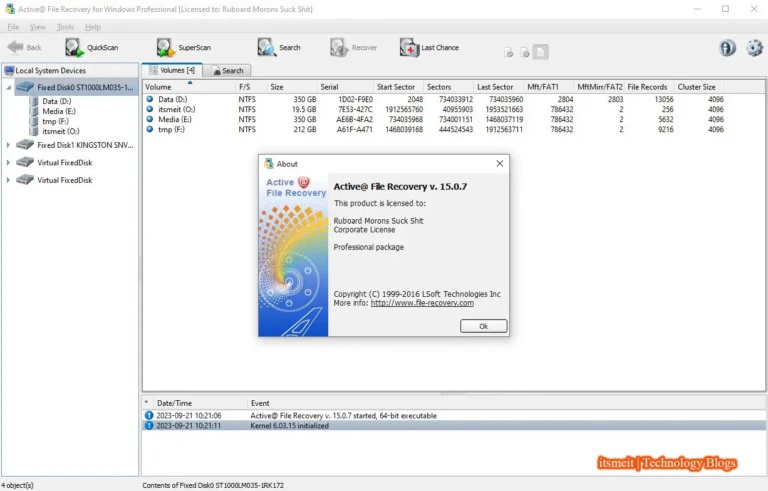 Active@ File Recovery for Windows Professional [Licensed to: Ruboard Morons Suck Shit]
File View Tools Help
Back QuickScan SuperScan Search Recover Last Chance
Local System Devices
Fixed Disk0 ST1000LM035-1...
Data (D:)
Media (E:)
tmp (F:)
itsmeit (O:)
Fixed Disk1 KINGSTON SNV...
Virtual FixedDisk
Virtual FixedDisk
Volumes [4] Search
Volume F/S Size Serial Start Sector Sectors Last Sector Mft/FAT1 MftMirr/FAT2 File Records Cluster Size
Data (D:) NTFS 350 GB 1D02-F9E0 2048 734033912 734035960 2804 2803 13056 4096
itsmeit (O:) NTFS 19.5 GB 7E53-427C 1912565760 40955903 1953521663 786432 2 256 4096
Media (E:) NTFS 350 GB AE6B-4FA2 734035968 734001151 1468037119 786432 2 5632 4096
tmp (F:) NTFS 212 GB A61F-A471 1468039168 444524543 1912563711 786432 2 9216 4096
About
Active
File Recovery
Active@ File Recovery v. 15.0.7
This product is licensed to:
Ruboard Morons Suck Shit
Corporate License
Professional package
Copyright (C) 1999-2016 LSoft Technologies Inc
More info: http://www.file-recovery.com
Ok
* Date/Time Event
2023-09-21 10:21:06 Active@ File Recovery v. 15.0.7 started, 64-bit executable
2023-09-21 10:21:11 Kernel 6.03.15 initialized
itsmeit | Technology Blogs
4 object(s) Contents of Fixed Disk0 ST1000LM035-1RK172